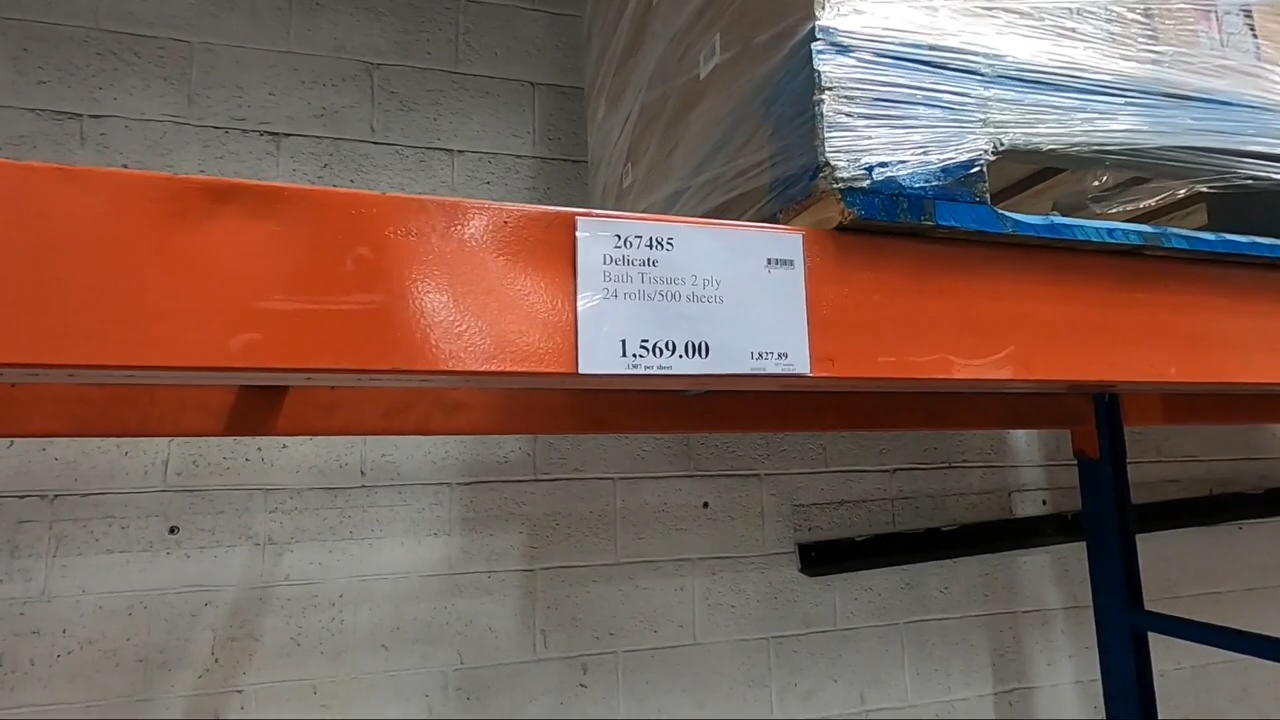 267485
Delicate
Bath Tissues 2 ply
24 rolls/500 sheets
1,569.00
1,827.89
.1307 per sheet